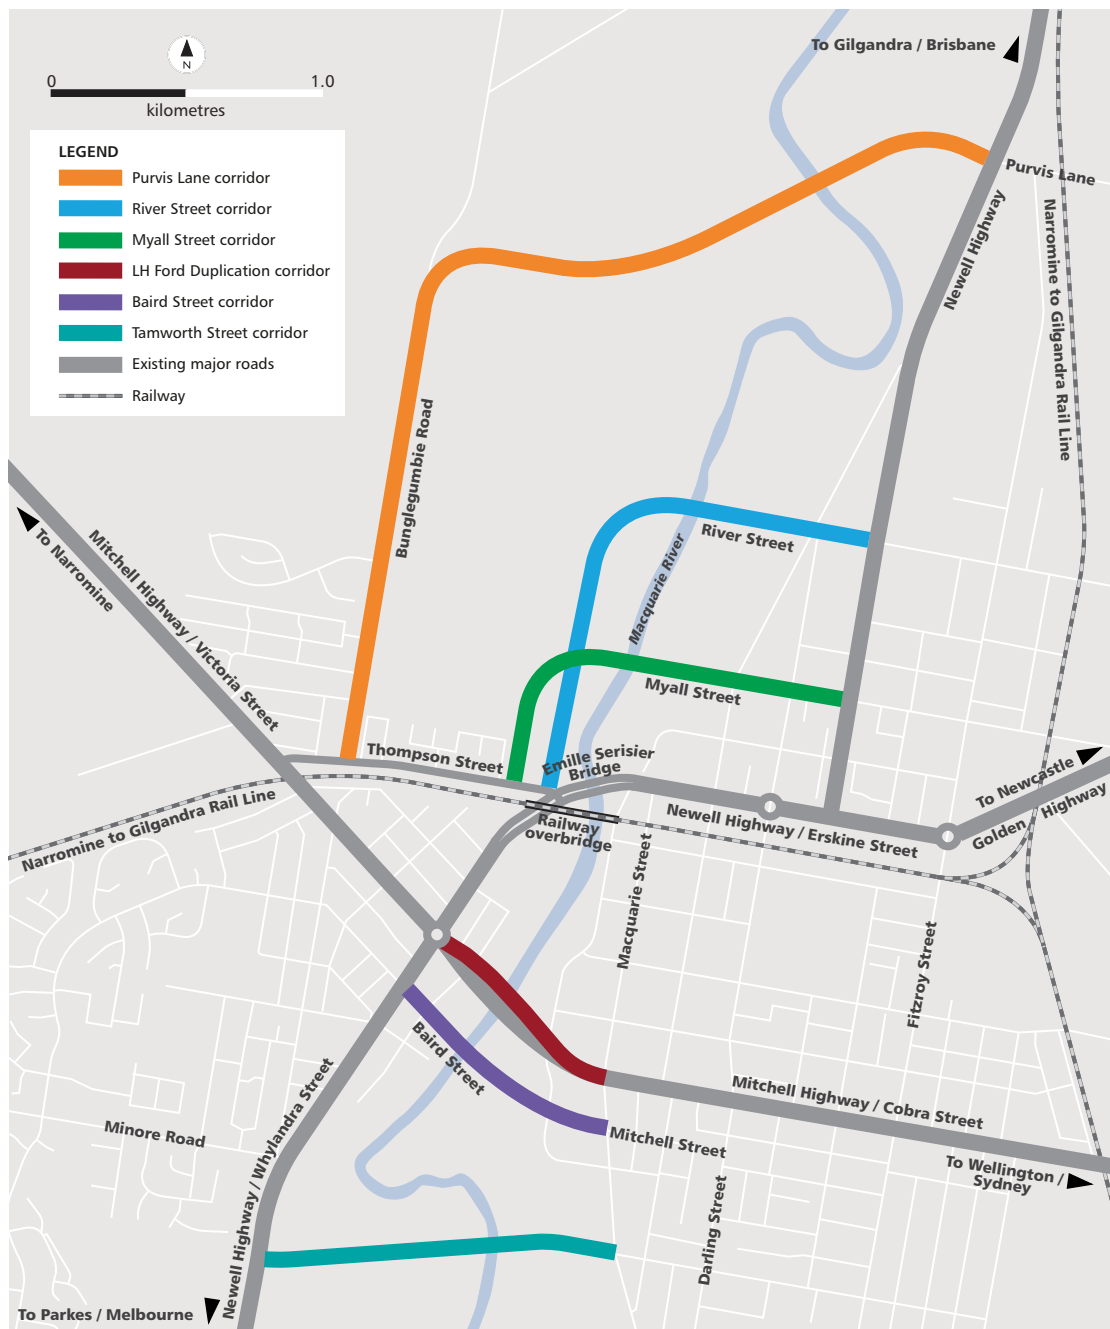 To Gilgandra / Brisbane
N
0
1.0
kilometres
LEGEND
Purvis Lane corridor
River Street corridor
Myall Street corridor
LH Ford Duplication corridor
Baird Street corridor
Tamworth Street corridor
Existing major roads
Railway
Purvis Lane
Newell Highway
Narromine to Gilgandra Rail Line
Bunglegumbie Road
River Street
Macquarie River
To Narromine
Mitchell Highway / Victoria Street
Myall Street
Thompson Street
Emille Serisier
Bridge
To Newcastle
Golden Highway
Narromine to Gilgandra Rail Line
Railway
overbridge
Newell Highway / Erskine Street
Macquarie Street
Fitzroy Street
Baird Street
Mitchell Highway / Cobra Street
Mitchell Street
Minore Road
Newell Highway / Whylandra Street
To Wellington /
Sydney
Darling Street
To Parkes / Melbourne